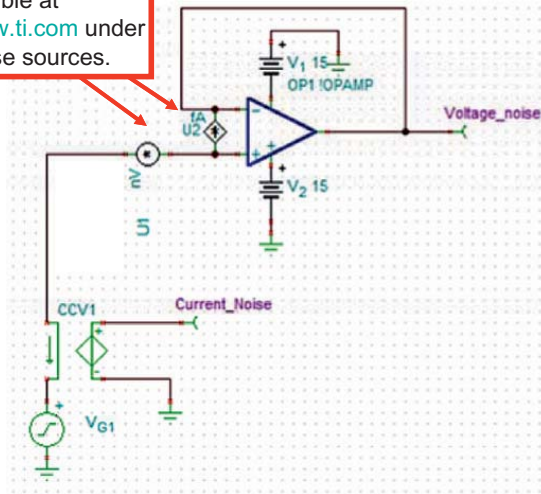 ble at
w.ti.com under
se sources.
V1 15
OP1 !OPAMP
fA
U2
Voltage_noise
nV
V2 15
U1
CCV1
Current_Noise
VG1